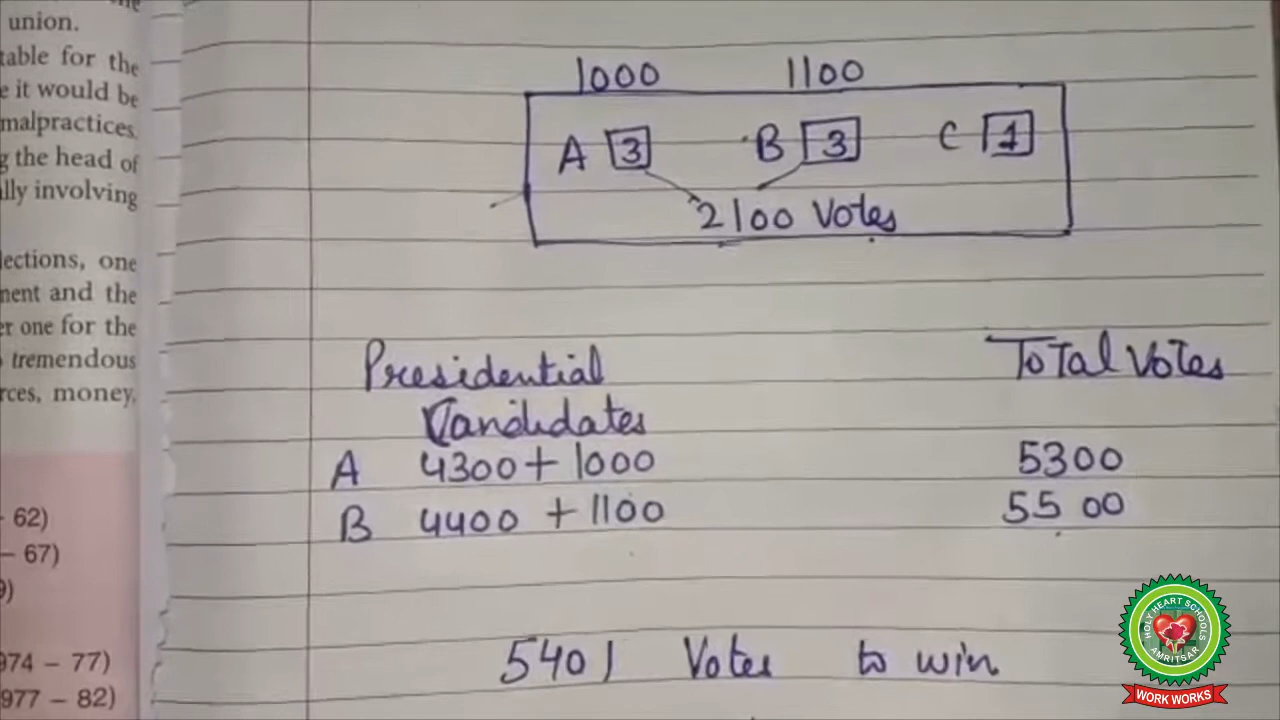 union.
table for the
e it would be
malpractices
g the head of
ally involving
lections, one
ment and the
er one for the
tremendous
rces, money,
62)
– 67)
9)
974 – 77)
977 – 82)
1000 1100
A 3 B 3 C 1
2100 Votes
Presidential Total Votes
Candidates
A 4300 + 1000 5300
B 4400 + 1100 5500
5401 Votes to win
HOLY HEART SCHOOLS
AMRITSAR
WORK WORKS